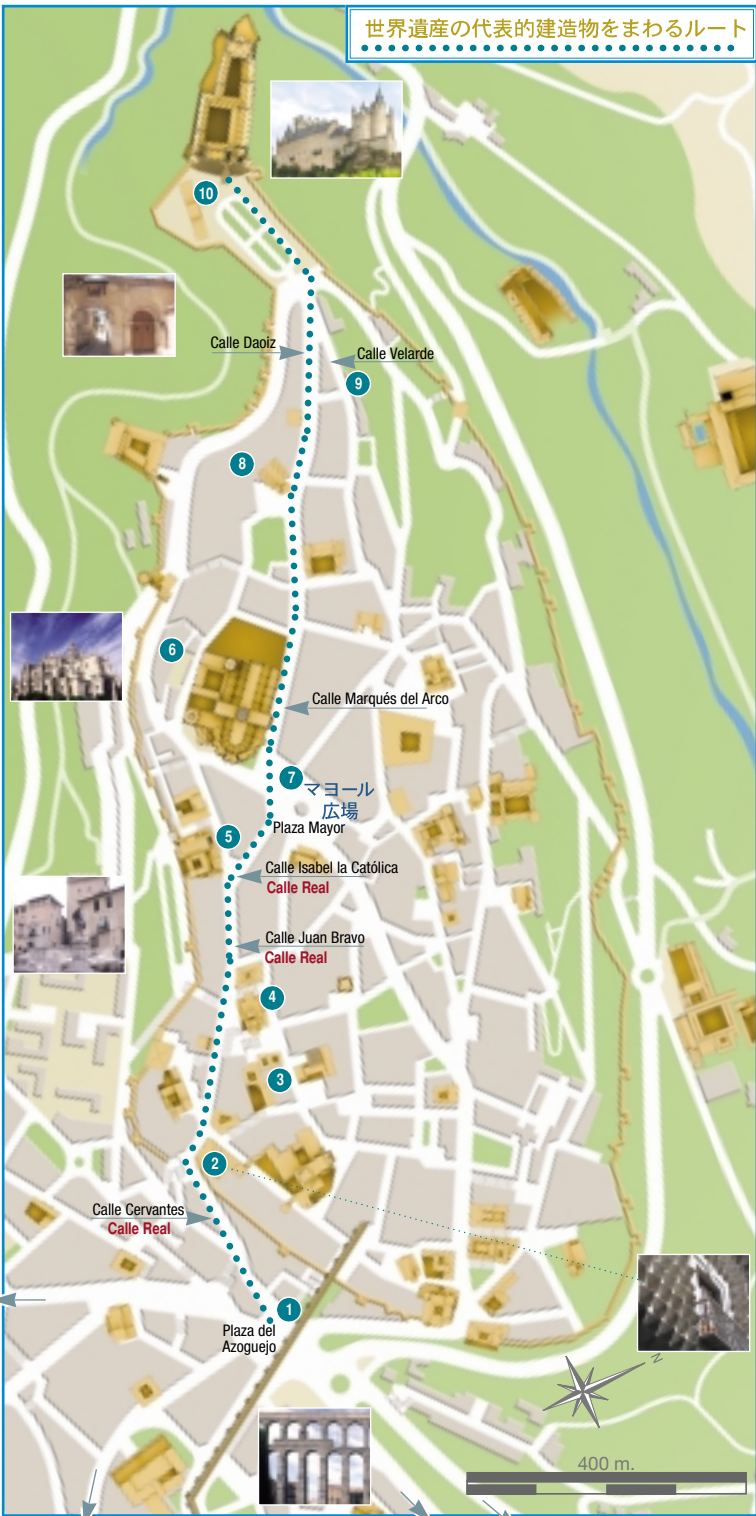 世界遺産の代表的建造物をまわるルート
10
Calle Daoiz
Calle Velarde
9
8
6
Calle Marqués del Arco
7
マヨール
広場
Plaza Mayor
5
Calle Isabel la Católica
Calle Real
Calle Juan Bravo
Calle Real
4
3
2
Calle Cervantes
Calle Real
1
Plaza del
Azoguejo
N
400 m.